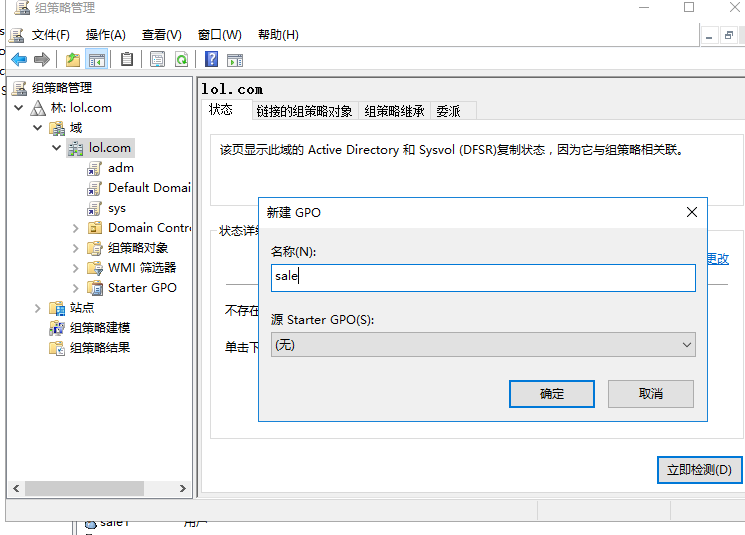 组策略管理
文件(F) 操作(A) 查看(V) 窗口(W) 帮助(H)
组策略管理
林: lol.com
域
lol.com
adm
Default Domai
sys
Domain Contr
组策略对象
WMI 筛选器
Starter GPO
站点
组策略建模
组策略结果
lol.com
状态 链接的组策略对象 组策略继承 委派
该页显示此域的 Active Directory 和 Sysvol (DFSR)复制状态，因为它与组策略相关联。
状态详细
更改
不存在
单击下
新建 GPO
名称(N):
sale
源 Starter GPO(S):
(无)
确定 取消
立即检测(D)
sale1 用户